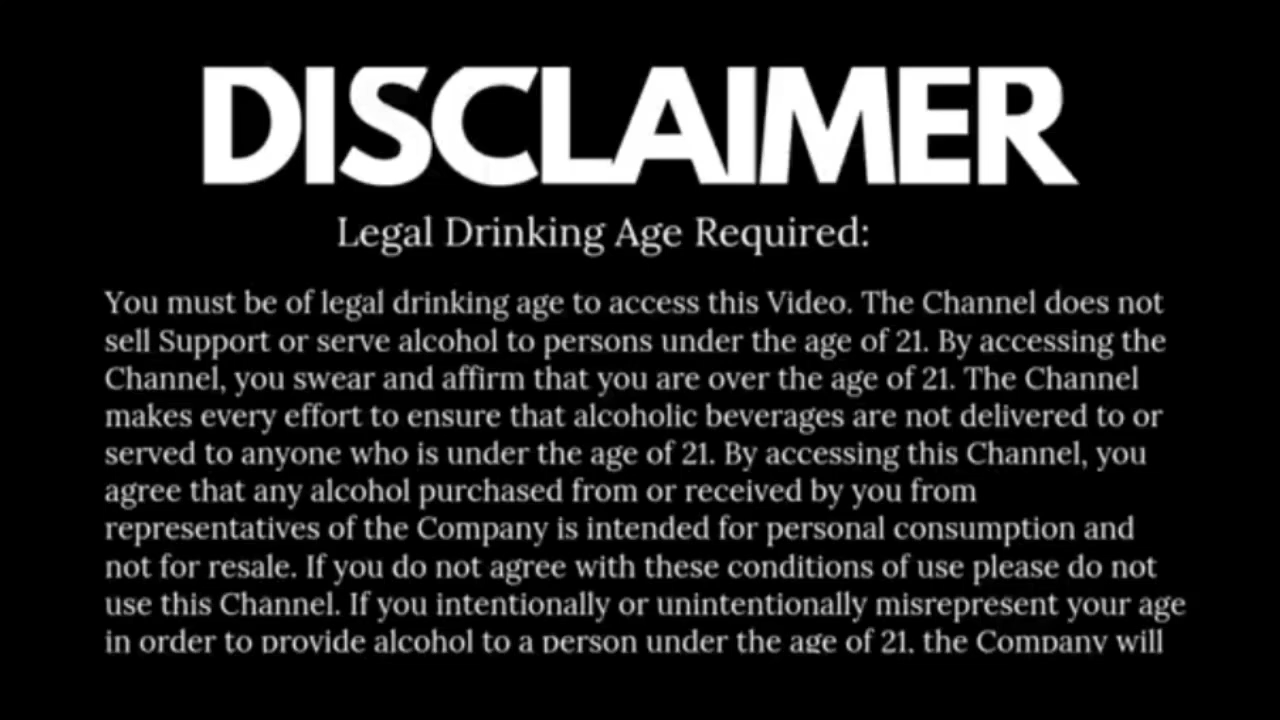 DISCLAIMER
Legal Drinking Age Required:
You must be of legal drinking age to access this Video. The Channel does not
sell Support or serve alcohol to persons under the age of 21. By accessing the
Channel, you swear and affirm that you are over the age of 21. The Channel
makes every effort to ensure that alcoholic beverages are not delivered to or
served to anyone who is under the age of 21. By accessing this Channel, you
agree that any alcohol purchased from or received by you from
representatives of the Company is intended for personal consumption and
not for resale. If you do not agree with these conditions of use please do not
use this Channel. If you intentionally or unintentionally misrepresent your age
in order to provide alcohol to a person under the age of 21, the Company will